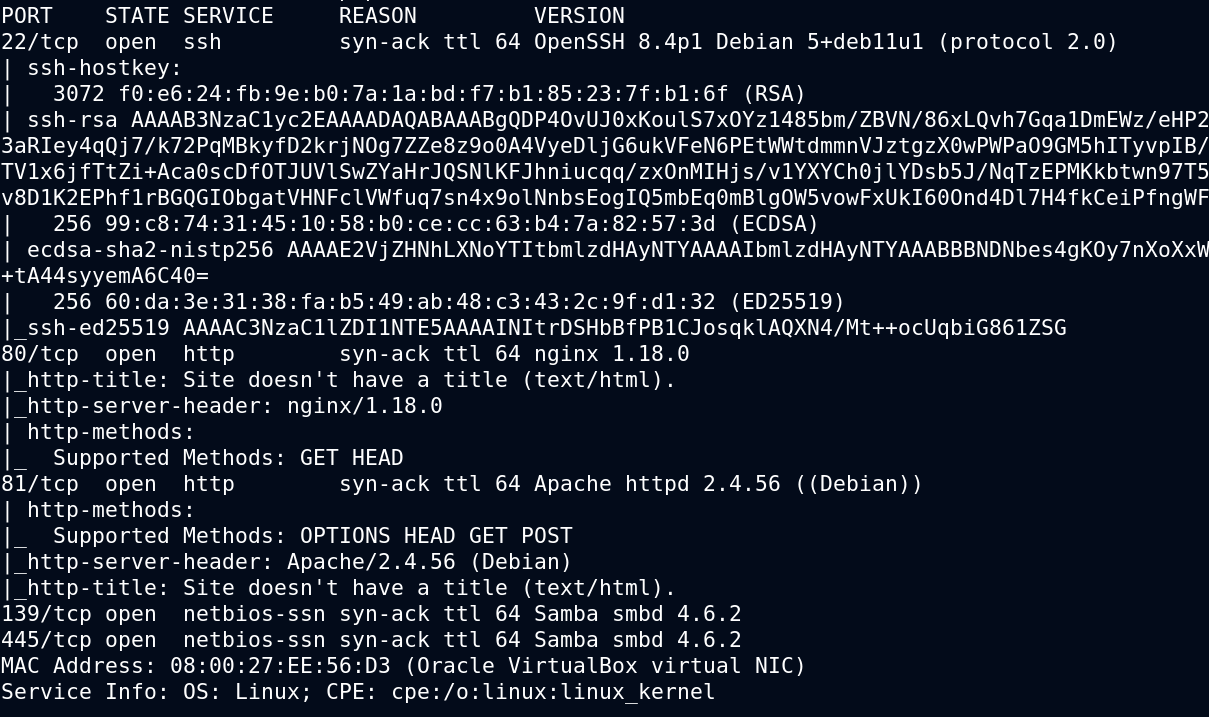 PORT    STATE SERVICE     REASON         VERSION
22/tcp  open  ssh         syn-ack ttl 64 OpenSSH 8.4p1 Debian 5+deb11u1 (protocol 2.0)
| ssh-hostkey:
|   3072 f0:e6:24:fb:9e:b0:7a:1a:bd:f7:b1:85:23:7f:b1:6f (RSA)
| ssh-rsa AAAAB3NzaC1yc2EAAAADAQABAAABgQDP4OvUJ0xKoulS7xOYz1485bm/ZBVN/86xLQvh7Gqa1DmEWz/eHP2
3aRIey4qQj7/k72PqMBkyfD2krjNOg7ZZe8z9o0A4VyeDljG6ukVFeN6PEtWWtdmmnVJztgzX0wPWPaO9GM5hITyvpIB/
TV1x6jfTtZi+Aca0scDfOTJUVlSwZYaHrJQSNlKFJhniucqq/zxOnMIHjs/v1YXYCh0jlYDsb5J/NqTzEPMKkbtwn97T5
v8D1K2EPhf1rBGQGIObgatVHNFclVWfuq7sn4x9olNnbsEogIQ5mbEq0mBlgOW5vowFxUkI60Ond4Dl7H4fkCeiPfngWF
|   256 99:c8:74:31:45:10:58:b0:ce:cc:63:b4:7a:82:57:3d (ECDSA)
| ecdsa-sha2-nistp256 AAAAE2VjZHNhLXNoYTItbmlzdHAyNTYAAAAIbmlzdHAyNTYAAABBBNDNbes4gKOy7nXoXxW
+tA44syyemA6C40=
|   256 60:da:3e:31:38:fa:b5:49:ab:48:c3:43:2c:9f:d1:32 (ED25519)
|_ssh-ed25519 AAAAC3NzaC1lZDI1NTE5AAAAINItrDSHbBfPB1CJosqklAQXN4/Mt++ocUqbiG861ZSG
80/tcp  open  http        syn-ack ttl 64 nginx 1.18.0
|_http-title: Site doesn't have a title (text/html).
|_http-server-header: nginx/1.18.0
| http-methods:
|_  Supported Methods: GET HEAD
81/tcp  open  http        syn-ack ttl 64 Apache httpd 2.4.56 ((Debian))
| http-methods:
|_  Supported Methods: OPTIONS HEAD GET POST
|_http-server-header: Apache/2.4.56 (Debian)
|_http-title: Site doesn't have a title (text/html).
139/tcp open  netbios-ssn syn-ack ttl 64 Samba smbd 4.6.2
445/tcp open  netbios-ssn syn-ack ttl 64 Samba smbd 4.6.2
MAC Address: 08:00:27:EE:56:D3 (Oracle VirtualBox virtual NIC)
Service Info: OS: Linux; CPE: cpe:/o:linux:linux_kernel